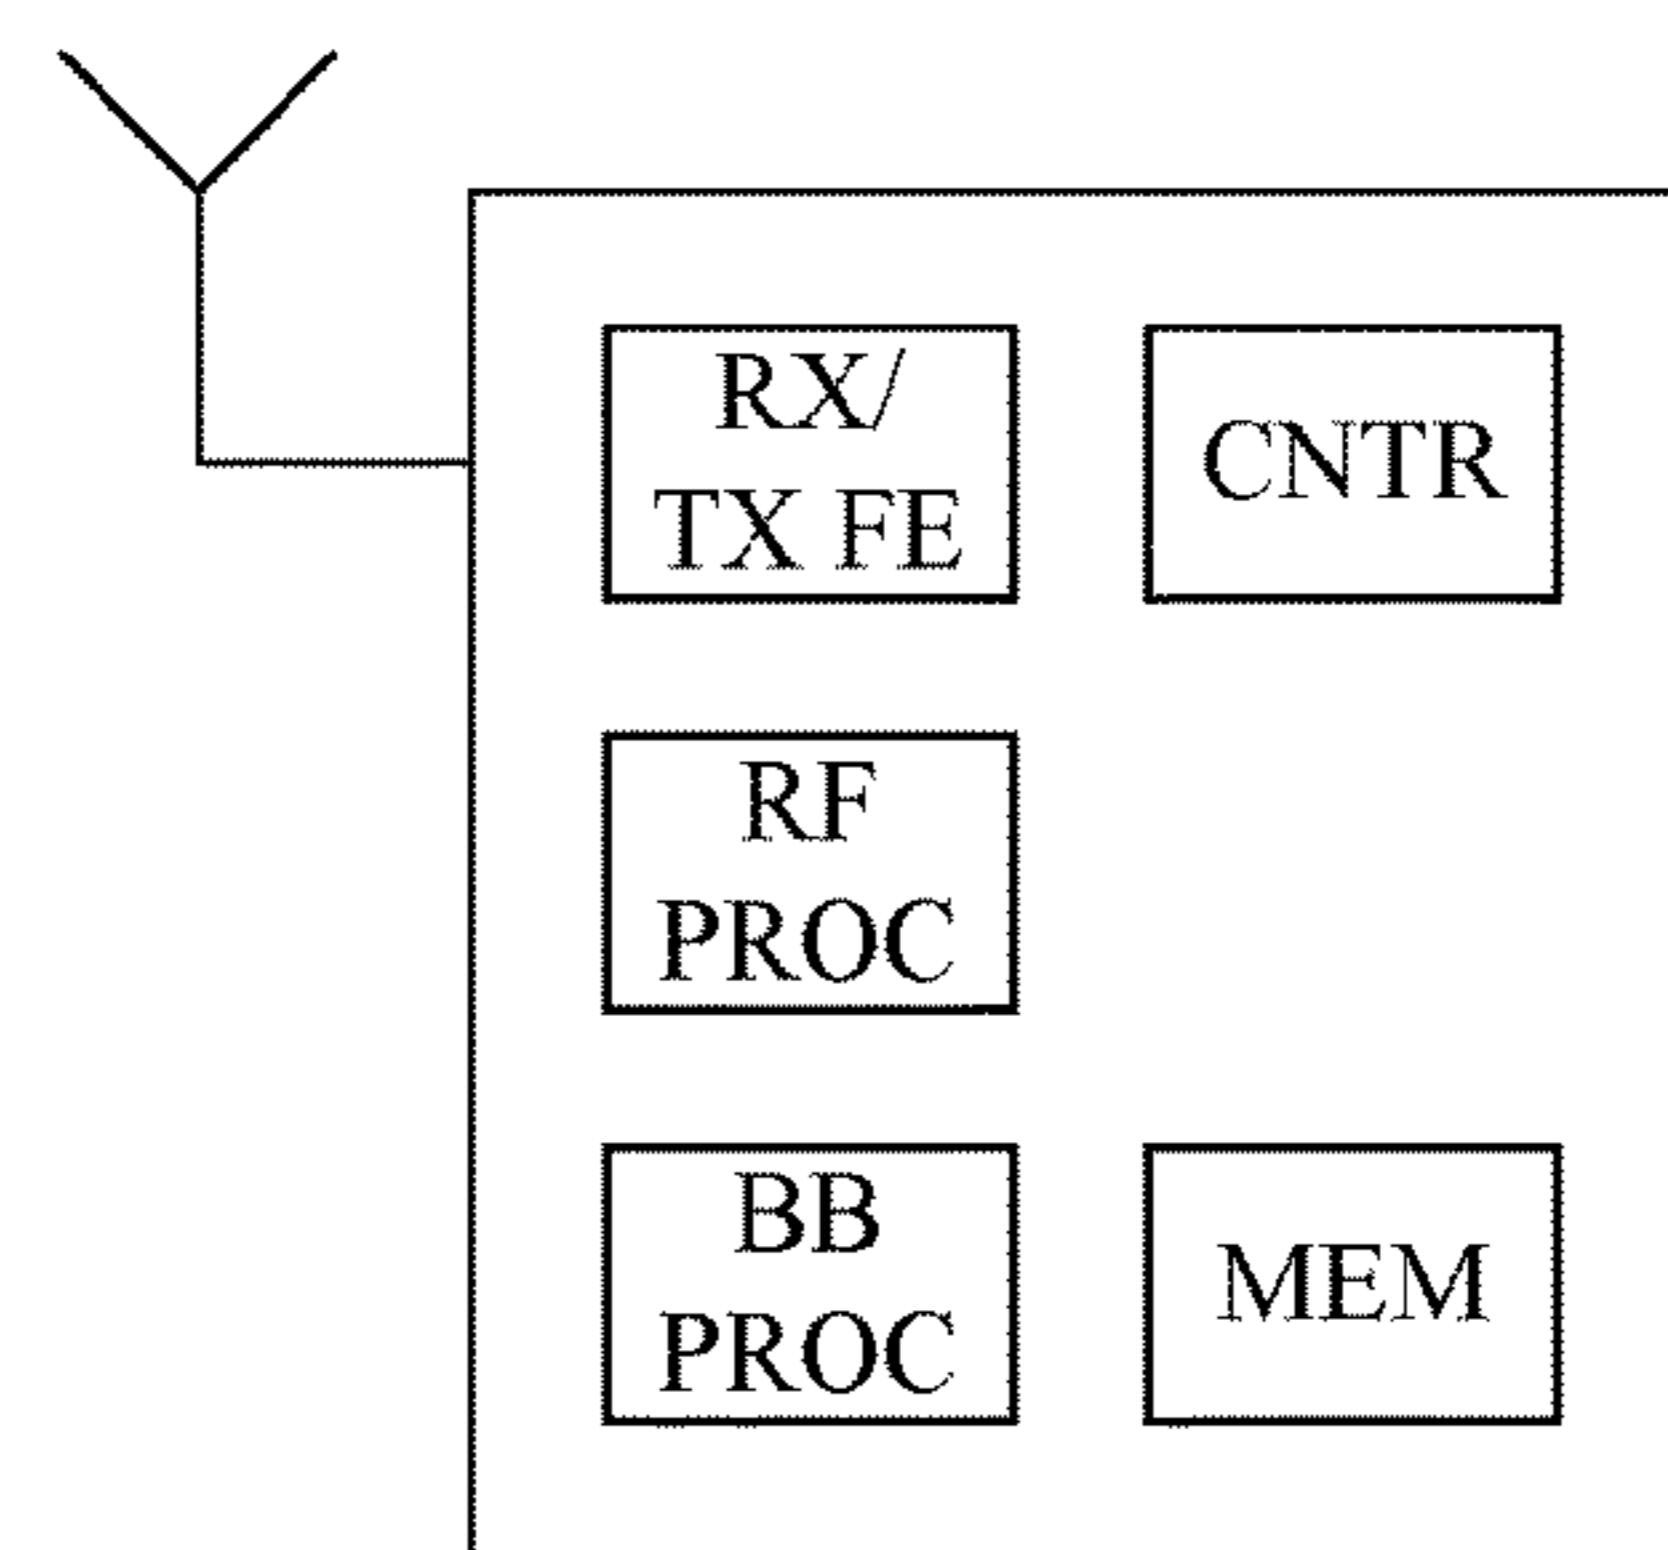 RX/
TX FE
CNTR
RF
PROC
BB
PROC
MEM